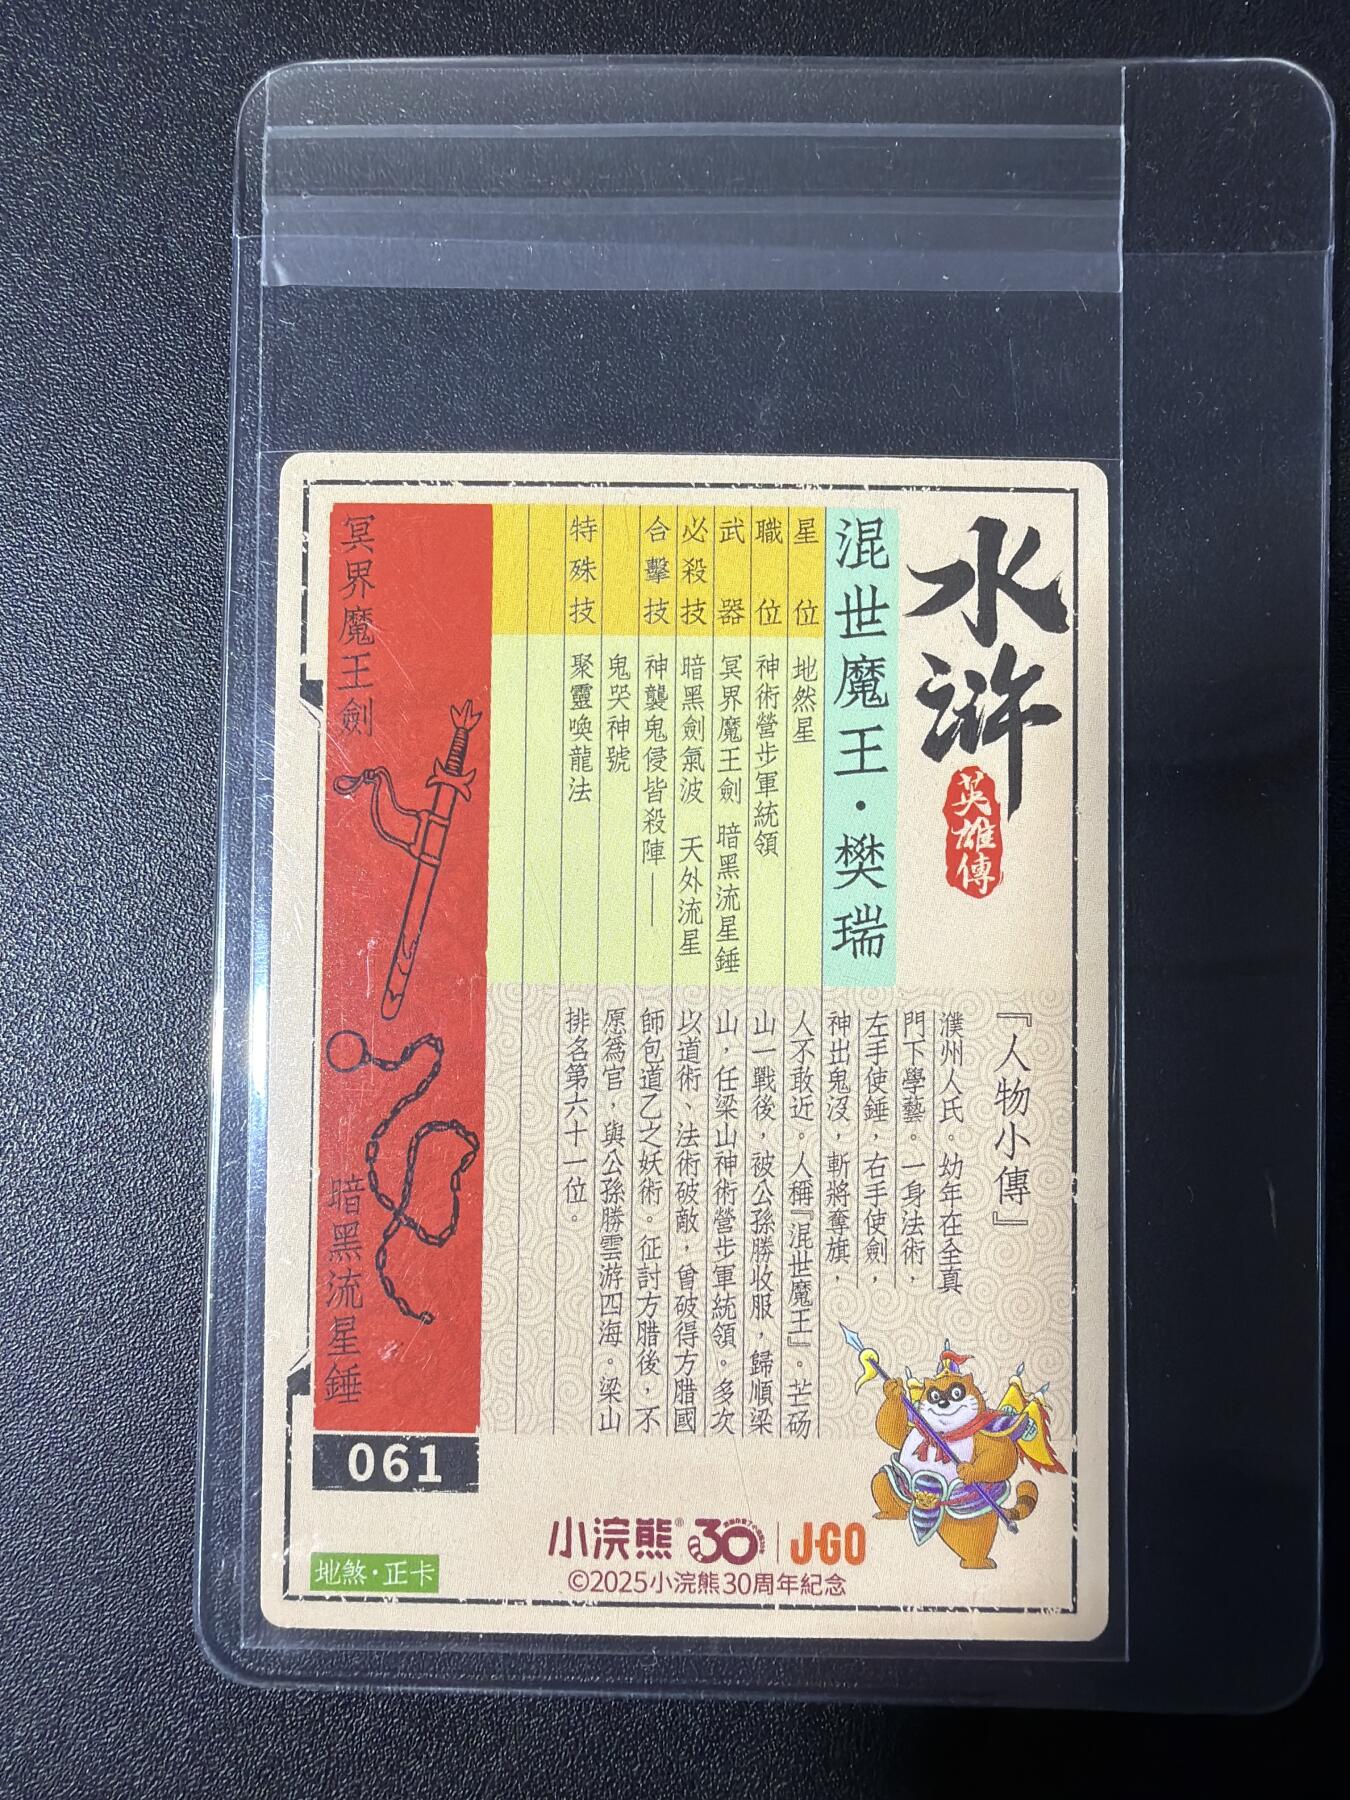 水滸
英雄傳
混世魔王·樊瑞
星位 地然星
職位 神術營步軍統領
武器 冥界魔王劍 暗黑流星錘
必殺技 暗黑劍氣波 天外流星
合擊技 神襲鬼侵皆殺陣——
鬼哭神號
特殊技 聚靈喚龍法
『人物小傳』
濮州人氏。幼年在全真
門下學藝。一身法術，
左手使錘，右手使劍，
神出鬼沒，斬將奪旗，
人不敢近。人稱『混世魔王』。芒砀
山一戰後，被公孫勝收服，歸順梁
山，任梁山神術營步軍統領。多次
以道術、法術破敵，曾破得方腊國
師包道乙之妖術。征討方腊後，不
愿爲官，與公孫勝雲游四海。梁山
排名第六十一位。
冥界魔王劍
暗黑流星錘
061
地煞·正卡
小浣熊® 30 J·GO
©2025小浣熊30周年紀念